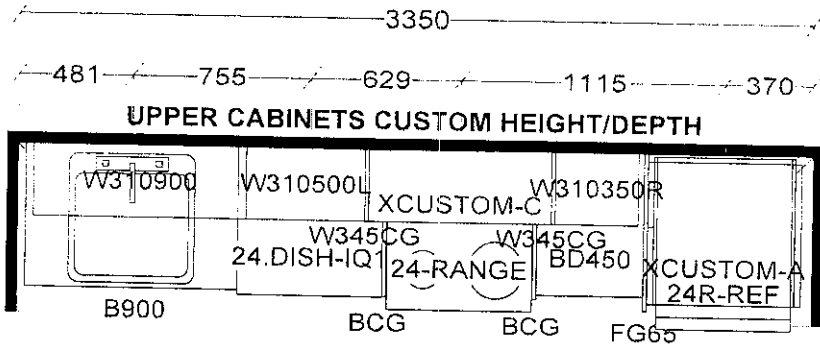 3350
481 755 629 1115 370
UPPER CABINETS CUSTOM HEIGHT/DEPTH
W310900 W310500L W310350R
XCUSTOM-C
W345CG W345CG
24.DISH-IQ1 24-RANGE BD450 XCUSTOM-A
24R-REF
B900
BCG BCG FG65